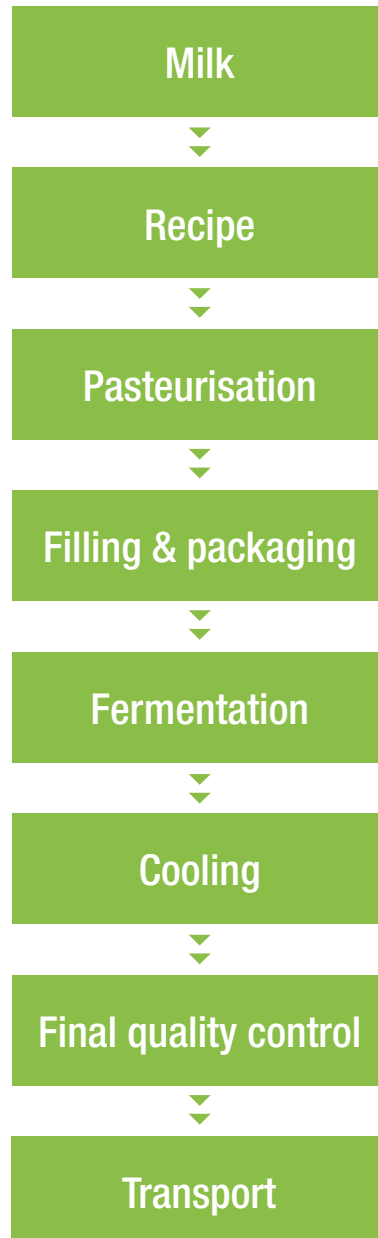 Milk
Recipe
Pasteurisation
Filling & packaging
Fermentation
Cooling
Final quality control
Transport